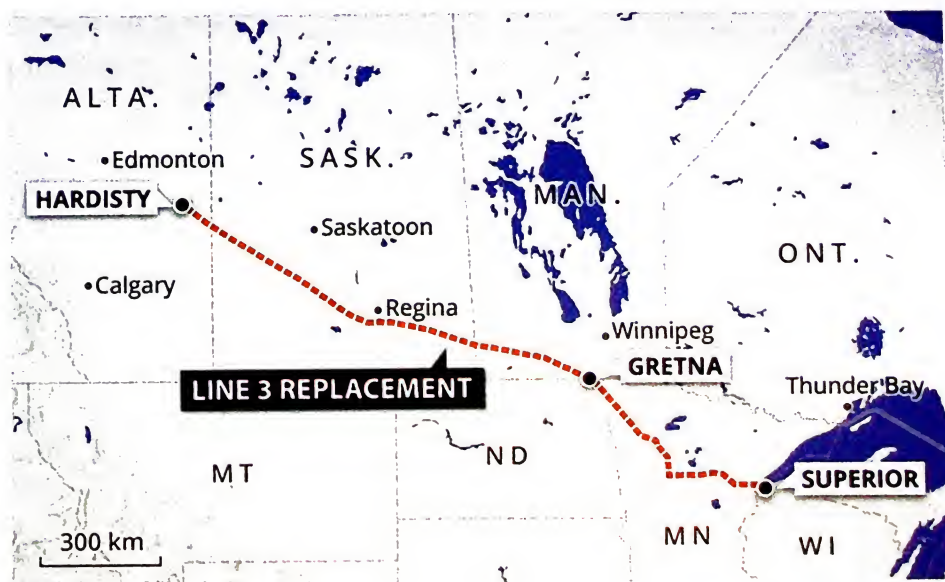 ALTA.
Edmonton
SASK.
HARDISTY
MAN.
Saskatoon
ONT.
Calgary
Regina
Winnipeg
GRETNA
LINE 3 REPLACEMENT
Thunder Bay
ND
MT
SUPERIOR
MN
WI
300 km